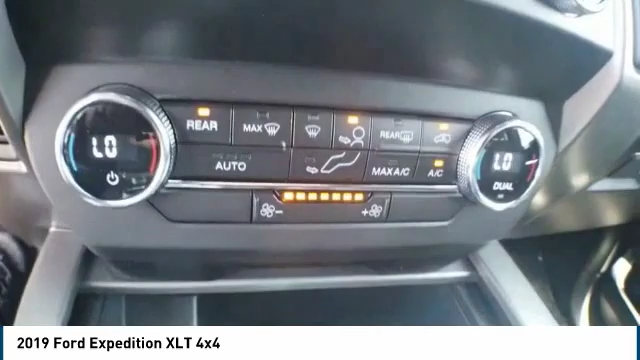 REAR MAX REAR
LO LO
AUTO MAX A/C A/C
DUAL
- +
2019 Ford Expedition XLT 4x4